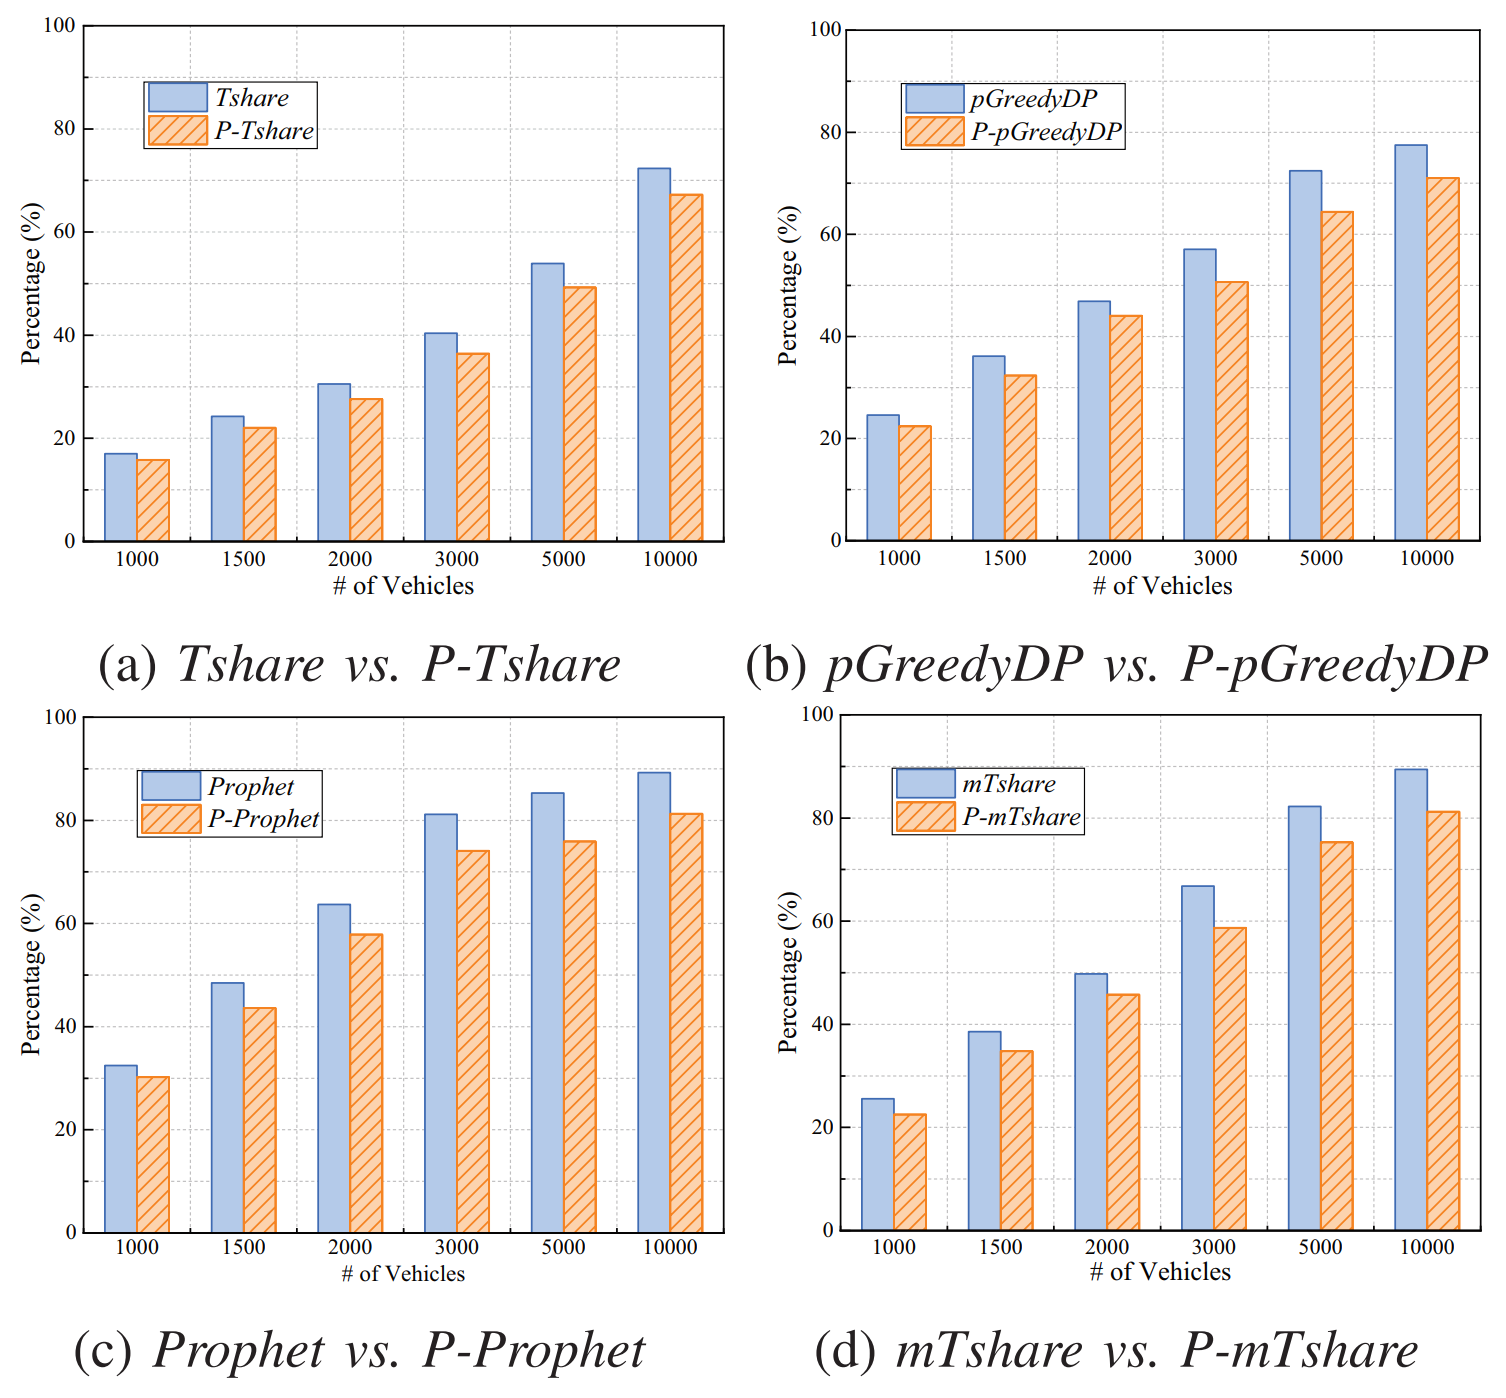 100
80
60
40
20
0
Percentage (%)
Tshare
P-Tshare
1000 1500 2000 3000 5000 10000
# of Vehicles
(a) Tshare vs. P-Tshare
100
80
60
40
20
0
Percentage (%)
pGreedyDP
P-pGreedyDP
1000 1500 2000 3000 5000 10000
# of Vehicles
(b) pGreedyDP vs. P-pGreedyDP
100
80
60
40
20
0
Percentage (%)
Prophet
P-Prophet
1000 1500 2000 3000 5000 10000
# of Vehicles
(c) Prophet vs. P-Prophet
100
80
60
40
20
0
Percentage (%)
mTshare
P-mTshare
1000 1500 2000 3000 5000 10000
# of Vehicles
(d) mTshare vs. P-mTshare